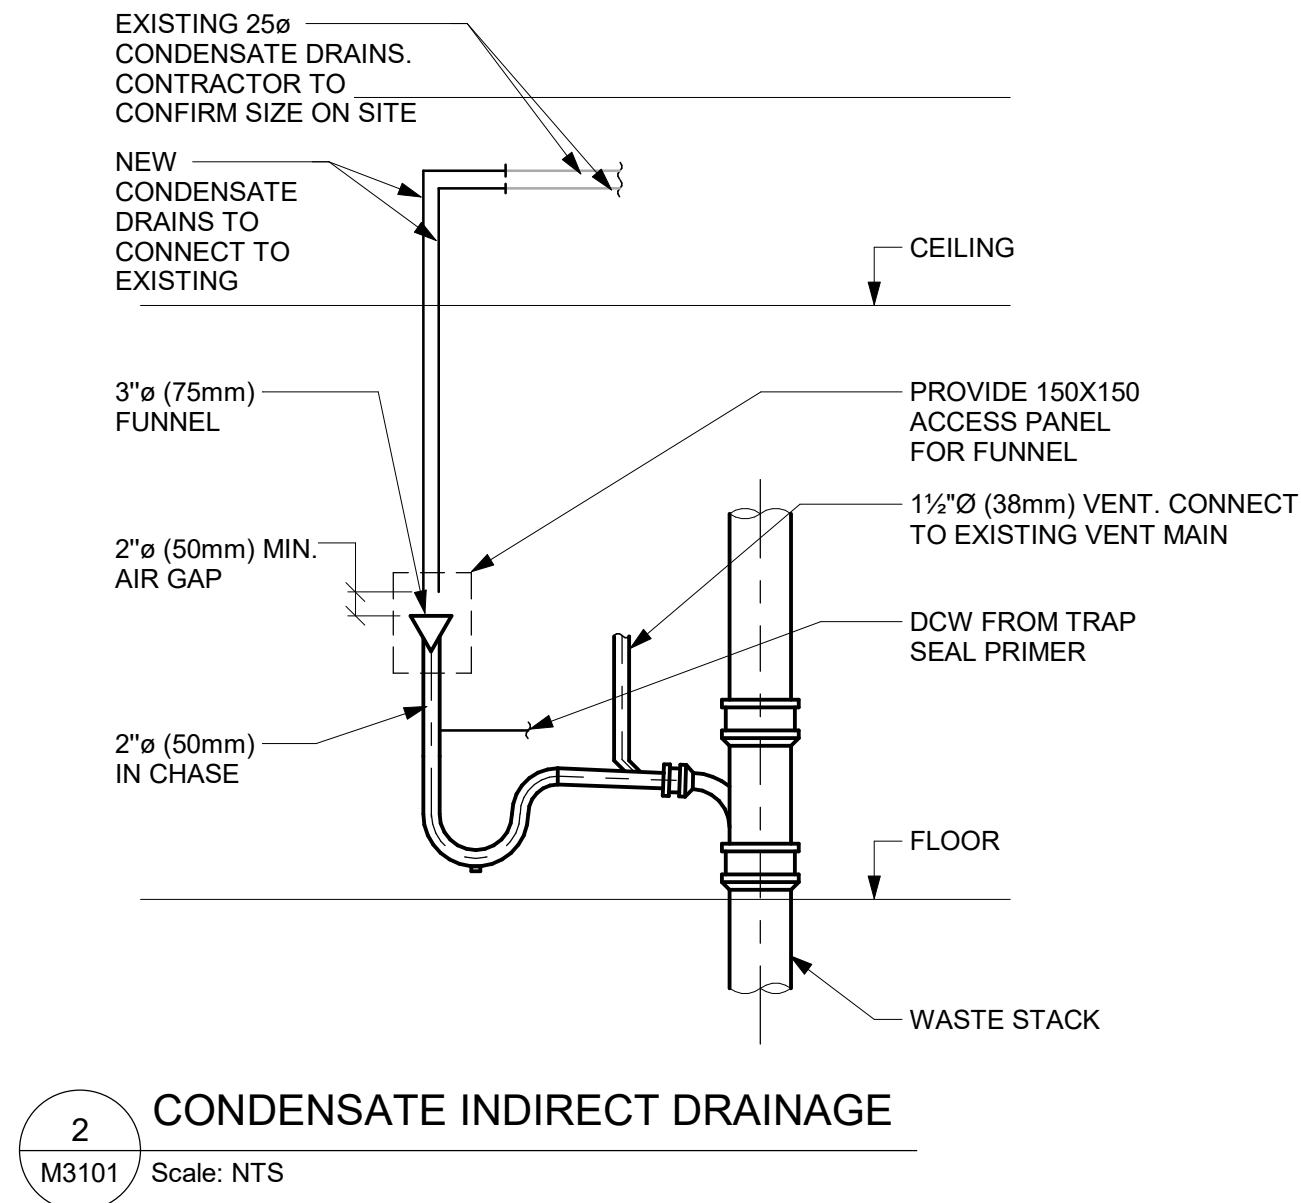 EXISTING 25ø
CONDENSATE DRAINS.
CONTRACTOR TO
CONFIRM SIZE ON SITE
NEW
CONDENSATE
DRAINS TO
CONNECT TO
EXISTING
CEILING
3"ø (75mm)
FUNNEL
PROVIDE 150X150
ACCESS PANEL
FOR FUNNEL
1½"Ø (38mm) VENT. CONNECT
TO EXISTING VENT MAIN
2"ø (50mm) MIN.
AIR GAP
DCW FROM TRAP
SEAL PRIMER
2"ø (50mm)
IN CHASE
FLOOR
WASTE STACK
2
CONDENSATE INDIRECT DRAINAGE
M3101
Scale: NTS